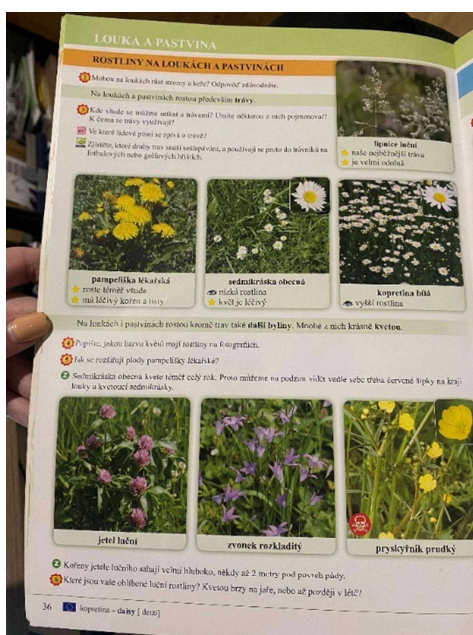 LOUKA A PASTVINA
ROSTLINY NA LOUKÁCH A PASTVINÁCH
Mohou na loukách růst stromy a keře? Odpověď zdůvodněte.
Na loukách a pastvinách rostou především trávy.
Kde všude se můžeme setkat s trávami? Umíte některou z nich pojmenovat?
K čemu se trávy využívají?
Ve které lidové písni se zpívá o trávě?
Zjistěte, které druhy trav snáší sešlapávání, a používají se proto do trávníků na
fotbalových nebo golfových hřištích.
lipnice luční
naše nejběžnější tráva
je velmi odolná
pampeliška lékařská
roste téměř všude
má léčivý kořen a listy
sedmikráska obecná
nízká rostlina
květ je léčivý
kopretina bílá
vyšší rostlina
Na loukách i pastvinách rostou kromě trav také další byliny. Mnohé z nich krásně kvetou.
Popište, jakou barvu květů mají rostliny na fotografiích.
Jak se rozšiřují plody pampelišky lékařské?
Sedmikráska obecná kvete téměř celý rok. Proto můžeme na podzim vidět vedle sebe třeba červené šípky na kraji
louky a kvetoucí sedmikrásky.
jetel luční
zvonek rozkladitý
pryskyřník prudký
Kořeny jetele lučního sahají velmi hluboko, někdy až 2 metry pod povrch půdy.
Které jsou vaše oblíbené luční rostliny? Kvetou brzy na jaře, nebo až později v létě?
36 kopretina – daisy [deizi]